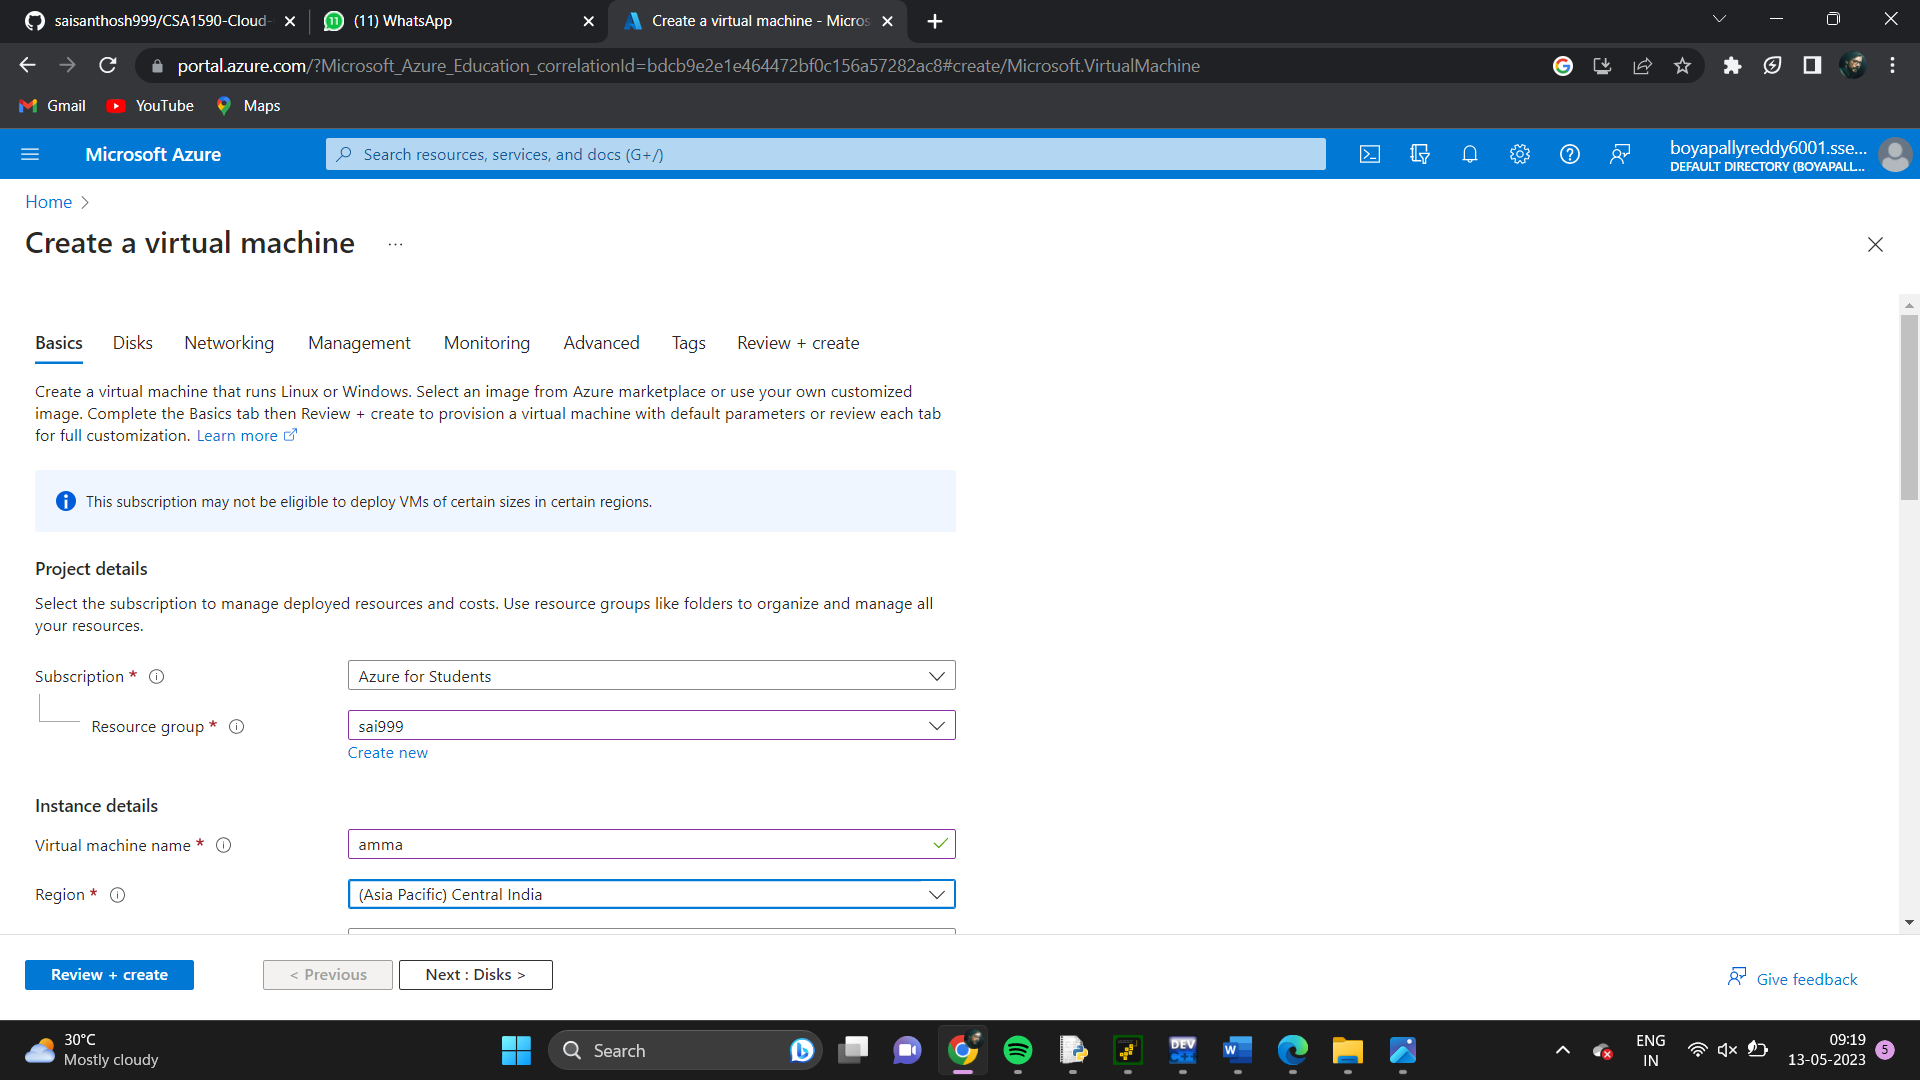 saisanthosh999/CSA1590-Cloud-
(11) WhatsApp
Create a virtual machine - Micros
portal.azure.com/?Microsoft_Azure_Education_correlationId=bdcb9e2e1e464472bf0c156a57282ac8#create/Microsoft.VirtualMachine
Gmail
YouTube
Maps
Microsoft Azure
Search resources, services, and docs (G+/)
boyapallyreddy6001.sse...
DEFAULT DIRECTORY (BOYAPALL...
Home
Create a virtual machine
Basics
Disks
Networking
Management
Monitoring
Advanced
Tags
Review + create
Create a virtual machine that runs Linux or Windows. Select an image from Azure marketplace or use your own customized
image. Complete the Basics tab then Review + create to provision a virtual machine with default parameters or review each tab
for full customization. Learn more
This subscription may not be eligible to deploy VMs of certain sizes in certain regions.
Project details
Select the subscription to manage deployed resources and costs. Use resource groups like folders to organize and manage all
your resources.
Subscription *
Azure for Students
Resource group *
sai999
Create new
Instance details
Virtual machine name *
amma
Region *
(Asia Pacific) Central India
Review + create
< Previous
Next : Disks >
Give feedback
30°C
Mostly cloudy
Search
DEV
W
ENG
IN
09:19
13-05-2023
5